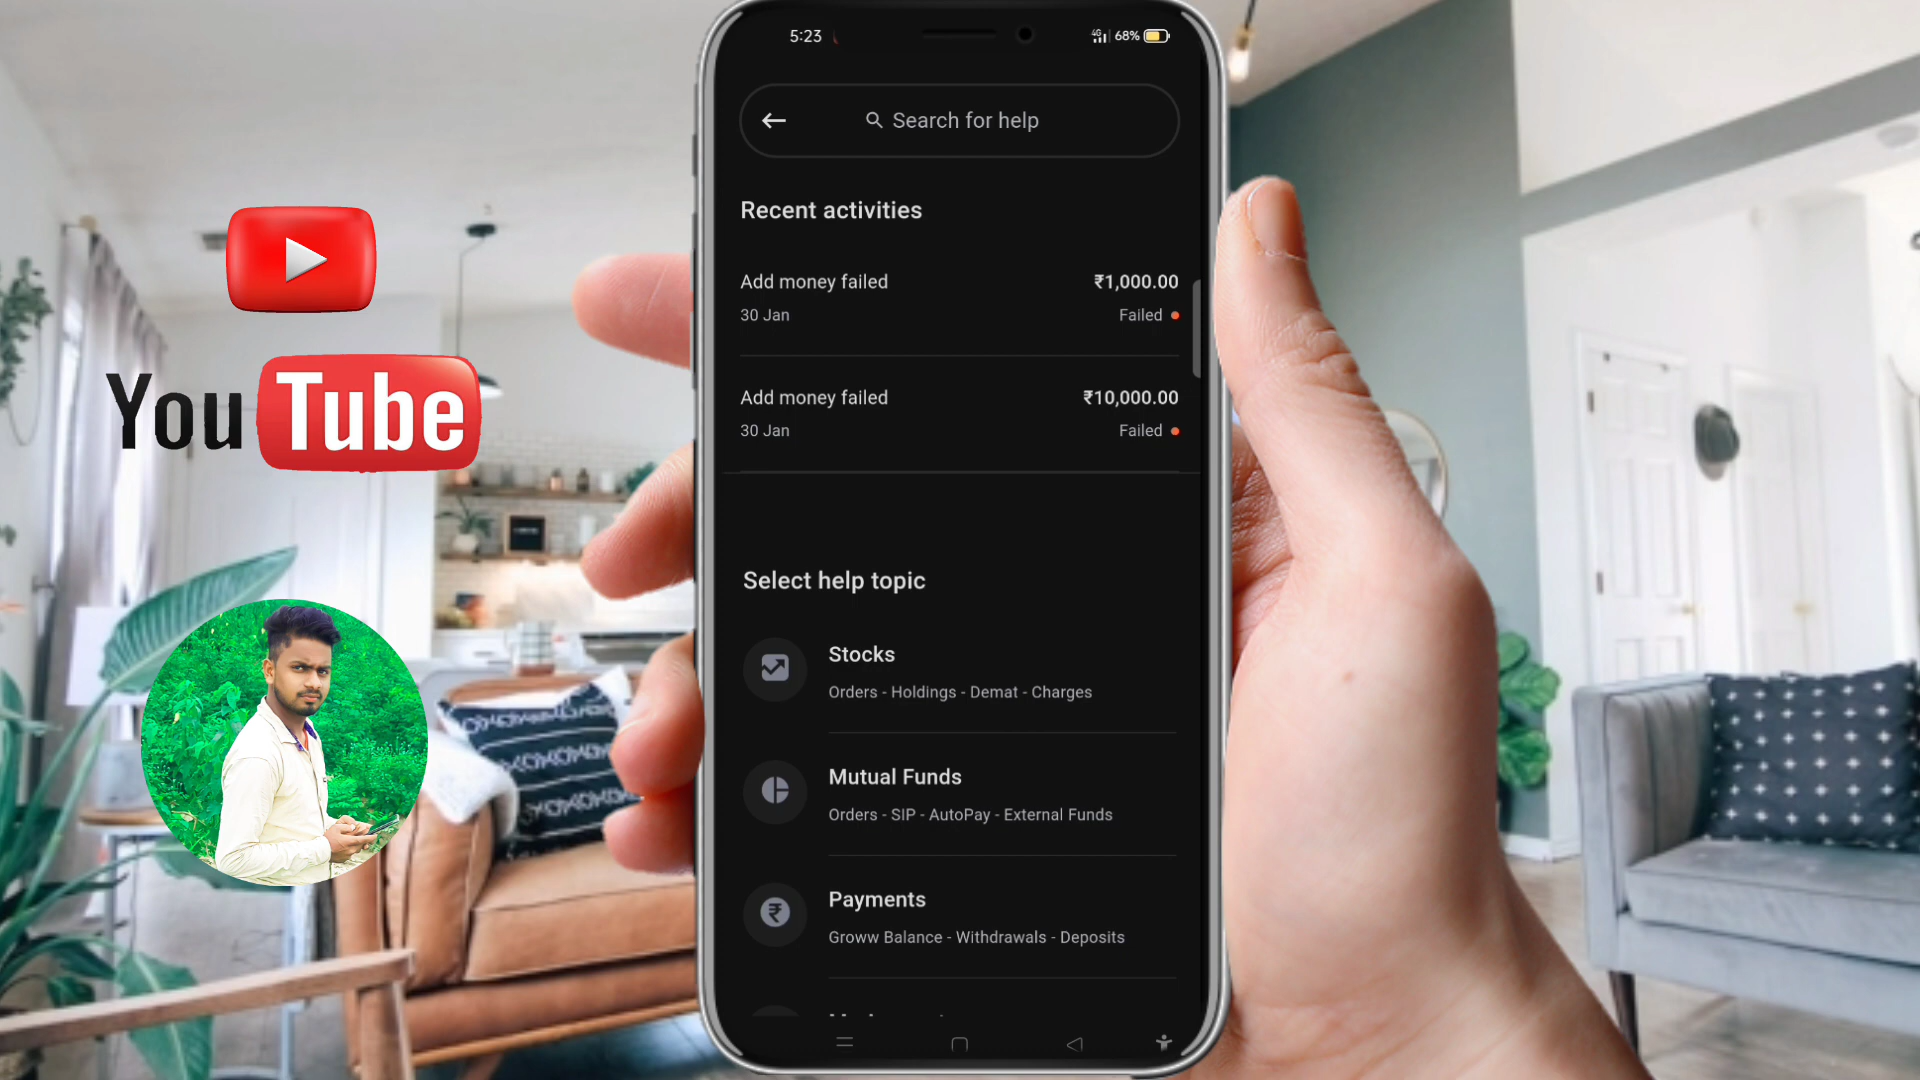 5:23
4G 68%
Search for help
Recent activities
Add money failed ₹1,000.00
30 Jan Failed
Add money failed ₹10,000.00
30 Jan Failed
Select help topic
Stocks
Orders - Holdings - Demat - Charges
Mutual Funds
Orders - SIP - AutoPay - External Funds
Payments
Groww Balance - Withdrawals - Deposits
YouTube